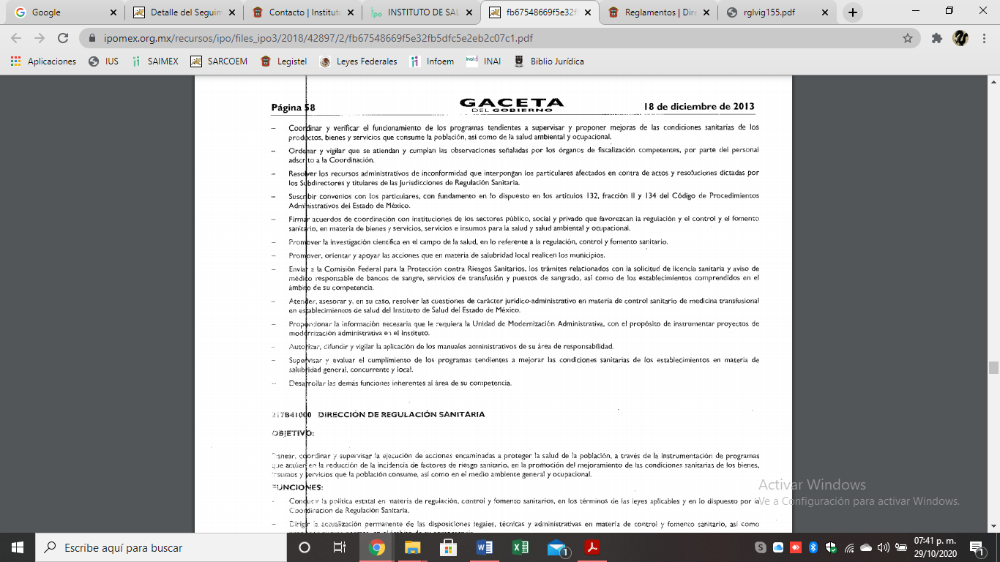 Google
Detalle del Seguim
Contacto | Institut
INSTITUTO DE SAL
fb67548669f5e32f
Reglamentos | Dire
rglvig155.pdf
ipomex.org.mx/recursos/ipo/files_ipo3/2018/42897/2/fb67548669f5e32fb5dfc5e2eb2c07c1.pdf
Aplicaciones IUS SAIMEX SARCOEM Legistel Leyes Federales Infoem INAI Biblio Jurídica
Página 58 GACETA DEL GOBIERNO 18 de diciembre de 2013
– Coordinar y verificar el funcionamiento de los programas tendientes a supervisar y proponer mejoras de las condiciones sanitarias de los
productos, bienes y servicios que consume la población, así como de la salud ambiental y ocupacional.
– Ordenar y vigilar que se atiendan y cumplan las observaciones señaladas por los órganos de fiscalización competentes, por parte del personal
adscrito a la Coordinación.
– Resolver los recursos administrativos de inconformidad que interpongan los particulares afectados en contra de actos y resoluciones dictadas por
los Subdirectores y titulares de las Jurisdicciones de Regulación Sanitaria.
– Suscribir convenios con los particulares, con fundamento en lo dispuesto en los artículos 132, fracción II y 134 del Código de Procedimientos
Administrativos del Estado de México.
– Firmar acuerdos de coordinación con instituciones de los sectores público, social y privado que favorezcan la regulación y el control y el fomento
sanitario, en materia de bienes y servicios, servicios e insumos para la salud y salud ambiental y ocupacional.
– Promover la investigación científica en el campo de la salud, en lo referente a la regulación, control y fomento sanitario.
– Promover, orientar y apoyar las acciones que en materia de salubridad local realicen los municipios.
– Enviar a la Comisión Federal para la Protección contra Riesgos Sanitarios, los trámites relacionados con la solicitud de licencia sanitaria y aviso de
médico responsable de bancos de sangre, servicios de transfusión y puestos de sangrado, así como de los establecimientos comprendidos en el
ámbito de su competencia.
– Atender, asesorar y, en su caso, resolver las cuestiones de carácter jurídico-administrativo en materia de control sanitario de medicina transfusional
en establecimientos de salud del Instituto de Salud del Estado de México.
– Proporcionar la información necesaria que le requiera la Unidad de Modernización Administrativa, con el propósito de instrumentar proyectos de
modernización administrativa en el instituto.
– Autorizar, difundir y vigilar la aplicación de los manuales administrativos de su área de responsabilidad.
– Supervisar y evaluar el cumplimiento de los programas tendientes a mejorar las condiciones sanitarias de los establecimientos en materia de
salubridad general, concurrente y local.
– Desarrollar las demás funciones inherentes al área de su competencia.
217B41000 DIRECCIÓN DE REGULACIÓN SANITARIA
OBJETIVO:
Planear, coordinar y supervisar la ejecución de acciones encaminadas a proteger la salud de la población, a través de la instrumentación de programas
que actúen en la reducción de la incidencia de factores de riesgo sanitario, en la promoción del mejoramiento de las condiciones sanitarias de los bienes,
insumos y servicios que la población consume, así como en el medio ambiente general y ocupacional.
FUNCIONES:
– Conducir la política estatal en materia de regulación, control y fomento sanitarios, en los términos de las leyes aplicables y en lo dispuesto por la
Coordinación de Regulación Sanitaria.
– Dirigir la actualización permanente de las disposiciones legales, técnicas y administrativas en materia de control y fomento sanitario, así como
Activar Windows
Ve a Configuración para activar Windows.
Escribe aquí para buscar
07:41 p. m.
29/10/2020